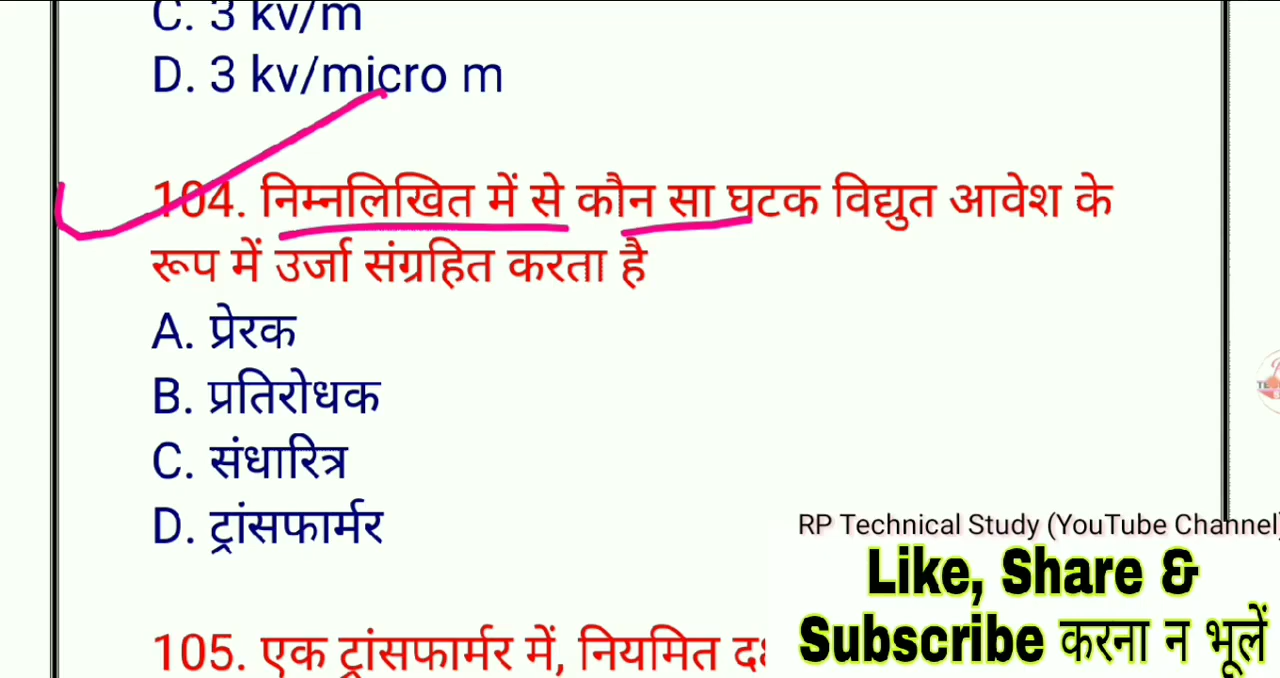 C. 3 kv/m
D. 3 kv/micro m
104. निम्नलिखित में से कौन सा घटक विद्युत आवेश के
रूप में उर्जा संग्रहित करता है
A. प्रेरक
B. प्रतिरोधक
C. संधारित्र
D. ट्रांसफार्मर
RP Technical Study (YouTube Channel)
Like, Share &
Subscribe करना न भूलें
105. एक ट्रांसफार्मर में, नियमित